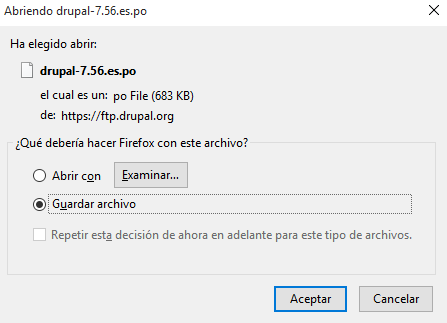 Abriendo drupal-7.56.es.po
Ha elegido abrir:
drupal-7.56.es.po
el cual es un: po File (683 KB)
de: https://ftp.drupal.org
¿Qué debería hacer Firefox con este archivo?
Abrir con Examinar...
Guardar archivo
Repetir esta decisión de ahora en adelante para este tipo de archivos.
Aceptar Cancelar